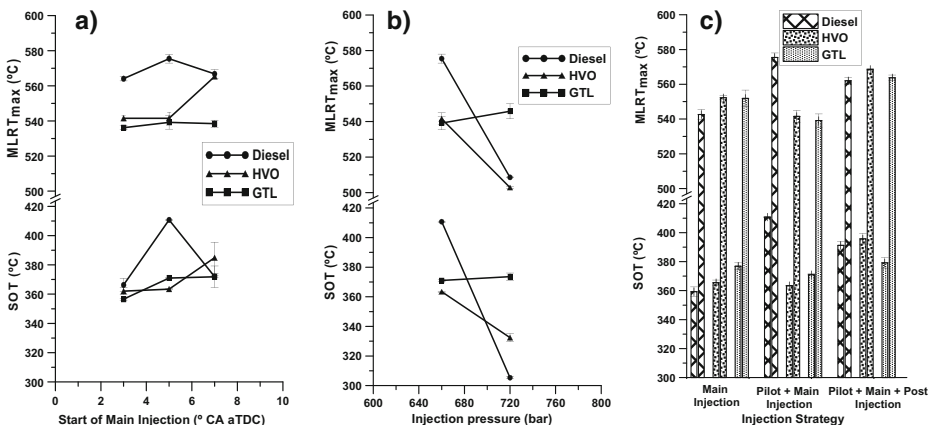 a)
MLRTmax (ºC)
600
580
560
540
520
500
Diesel
HVO
GTL
SOT (ºC)
420
400
380
360
340
320
300
0 2 4 6 8 10
Start of Main Injection (º CA aTDC)
b)
MLRTmax (ºC)
600
580
560
540
520
500
Diesel
HVO
GTL
SOT (ºC)
420
400
380
360
340
320
300
600 640 680 720 760 800
Injection pressure (bar)
c)
Diesel
HVO
GTL
MLRTmax (ºC)
600
580
560
540
520
500
SOT (ºC)
420
400
380
360
340
320
300
Main
Injection
Pilot + Main
Injection
Pilot + Main + Post
Injection
Injection Strategy